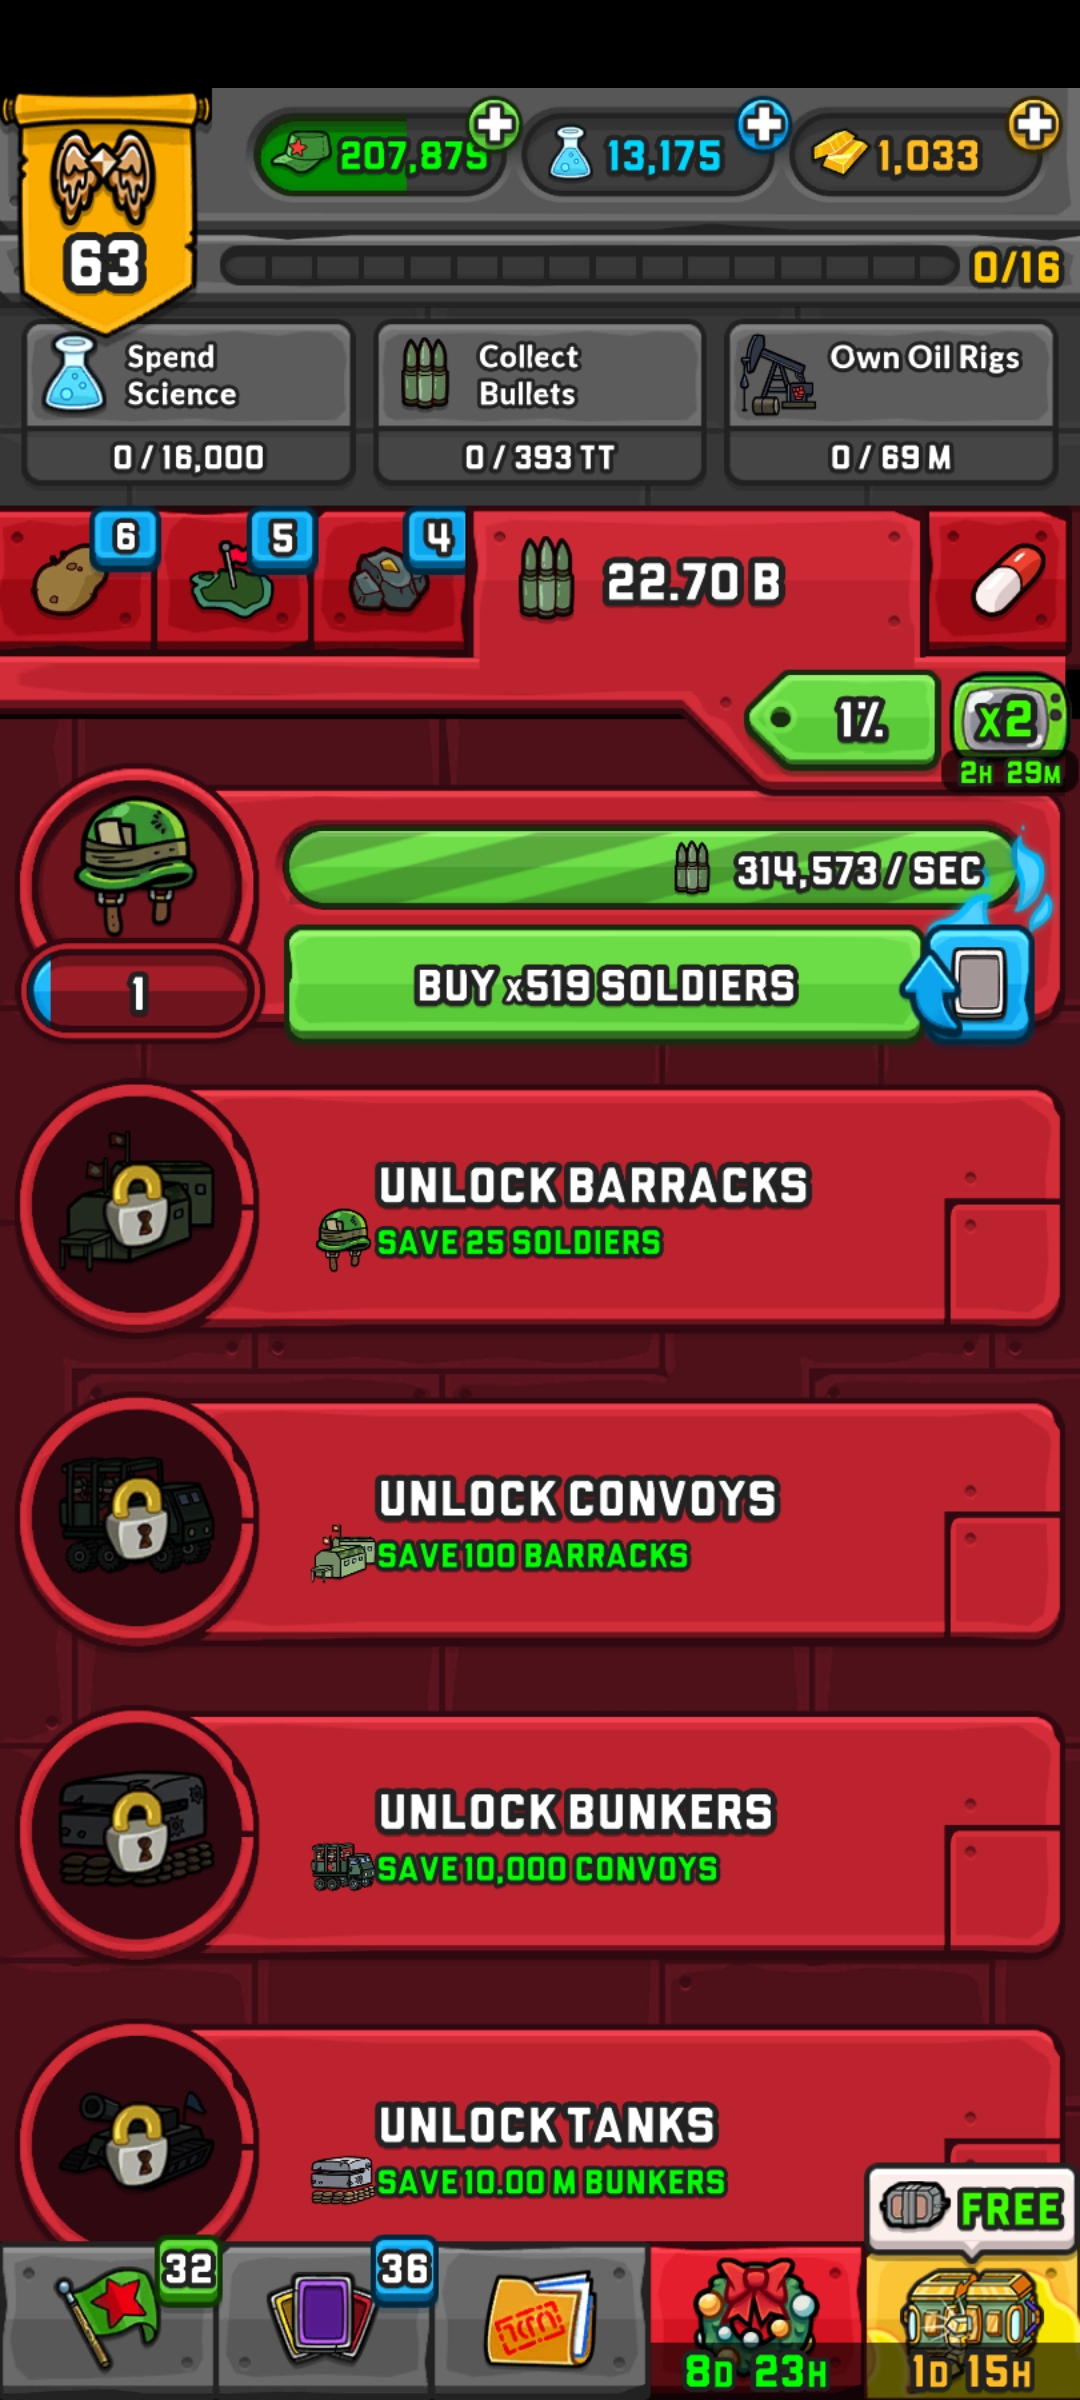 207,879
13,175
1,033
63
0/16
Spend
Science
0 / 16,000
Collect
Bullets
0 / 393 TT
Own Oil Rigs
0 / 69 M
6
5
4
22.70 B
1%
x2
2H 29M
314,573 / SEC
1
BUY x519 SOLDIERS
UNLOCK BARRACKS
SAVE 25 SOLDIERS
UNLOCK CONVOYS
SAVE 100 BARRACKS
UNLOCK BUNKERS
SAVE 10,000 CONVOYS
UNLOCK TANKS
SAVE 10.00 M BUNKERS
FREE
32
36
8D 23H
1D 15H